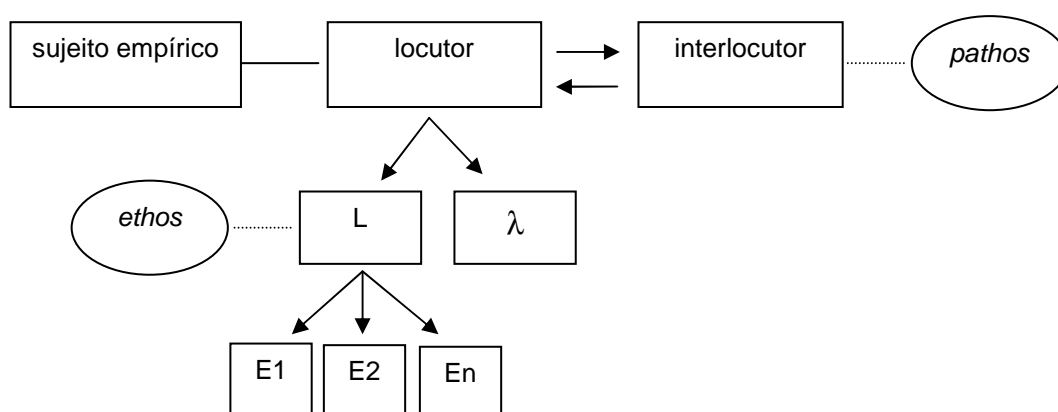 sujeito empírico
locutor
interlocutor
pathos
ethos
L
λ
E1
E2
En